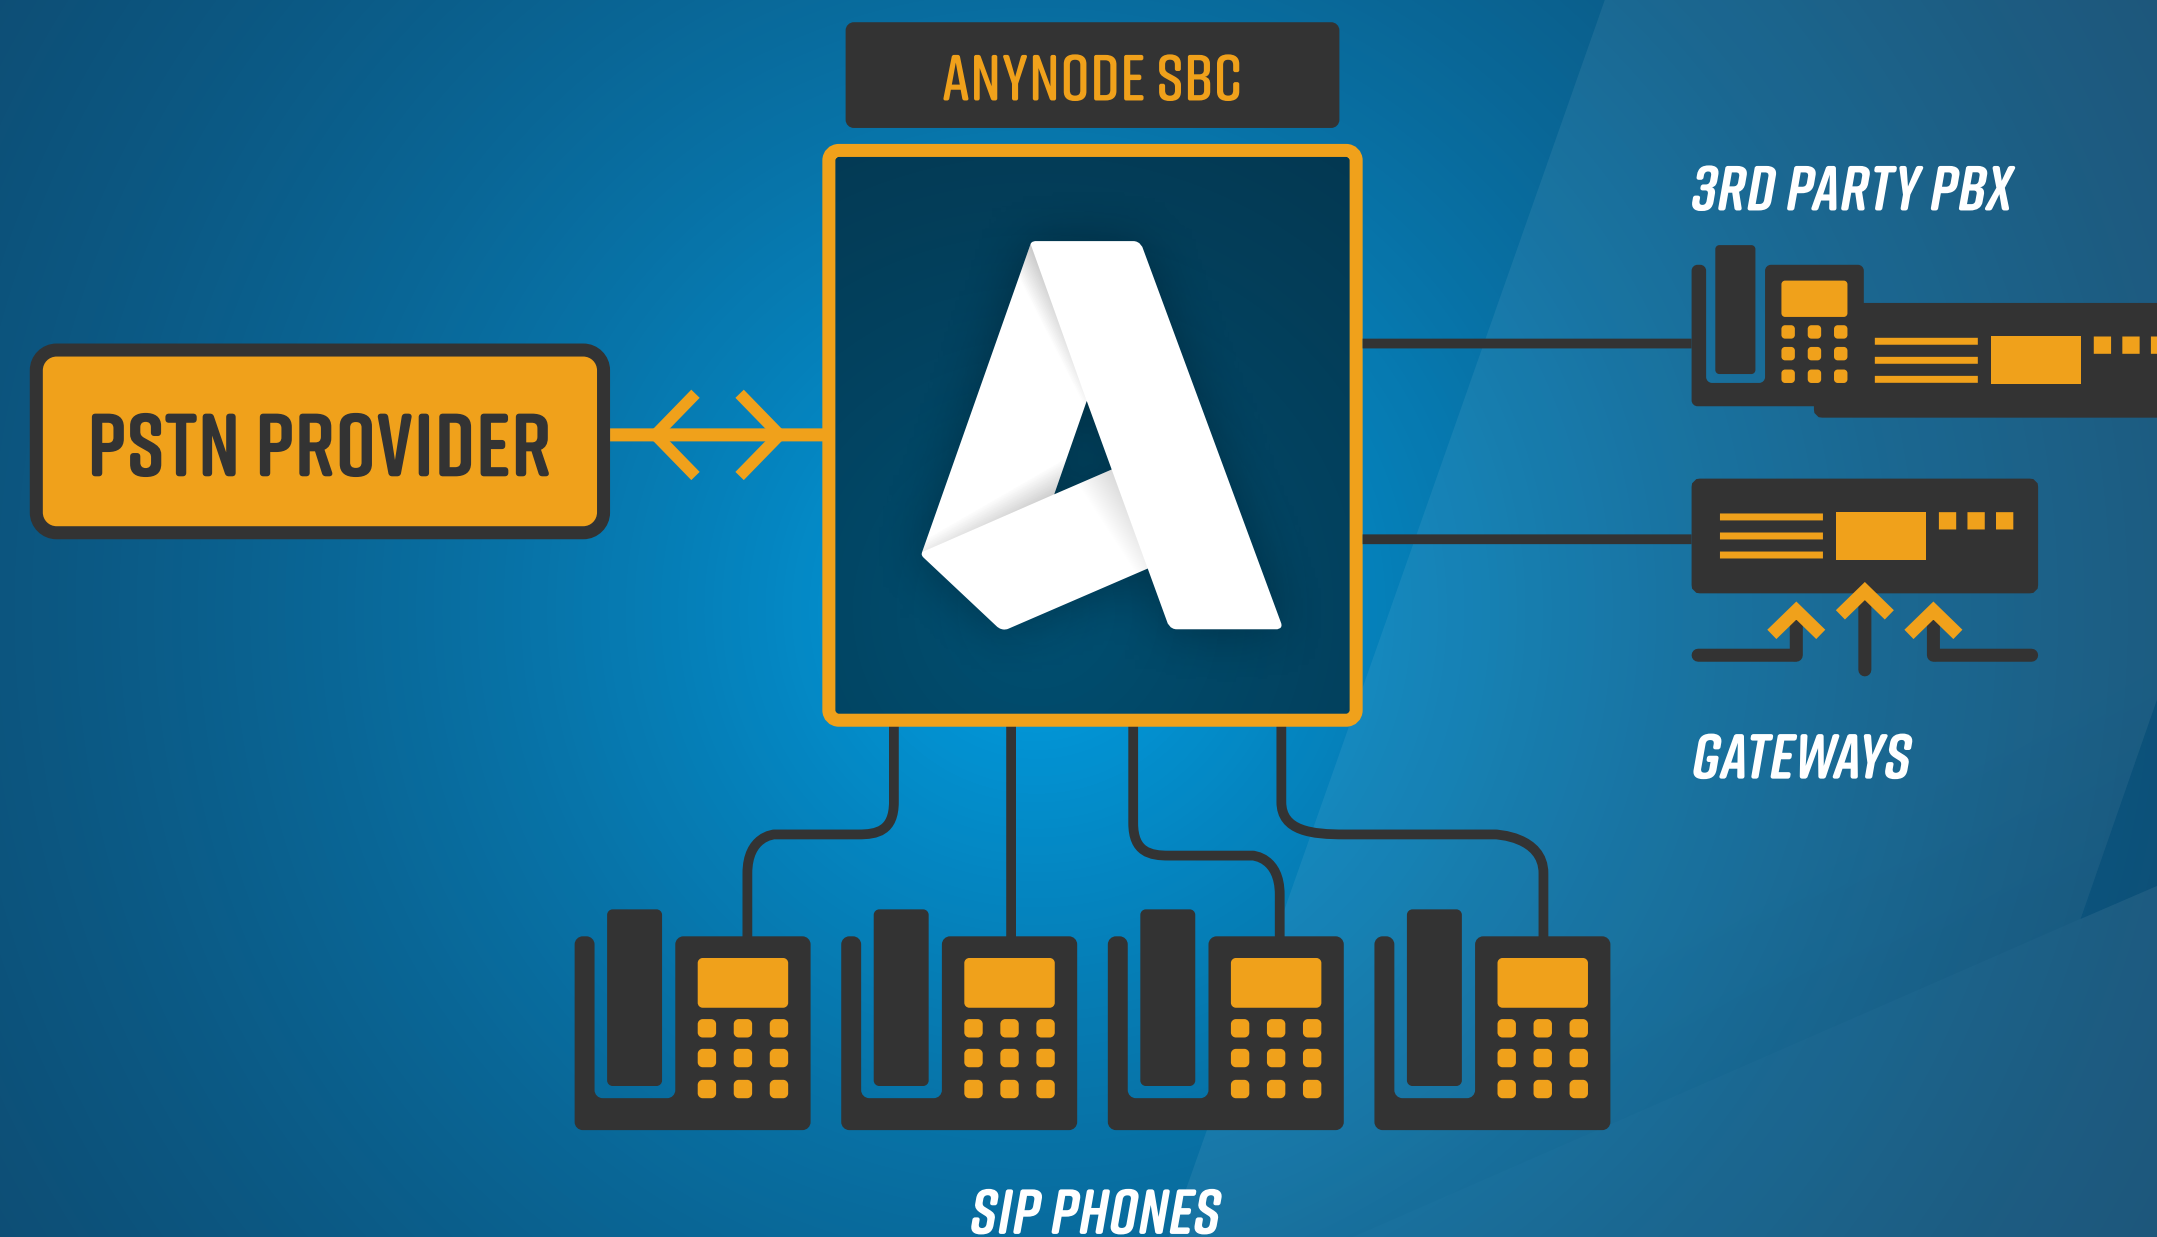 ANYNODE SBC
3RD PARTY PBX
PSTN PROVIDER
GATEWAYS
SIP PHONES